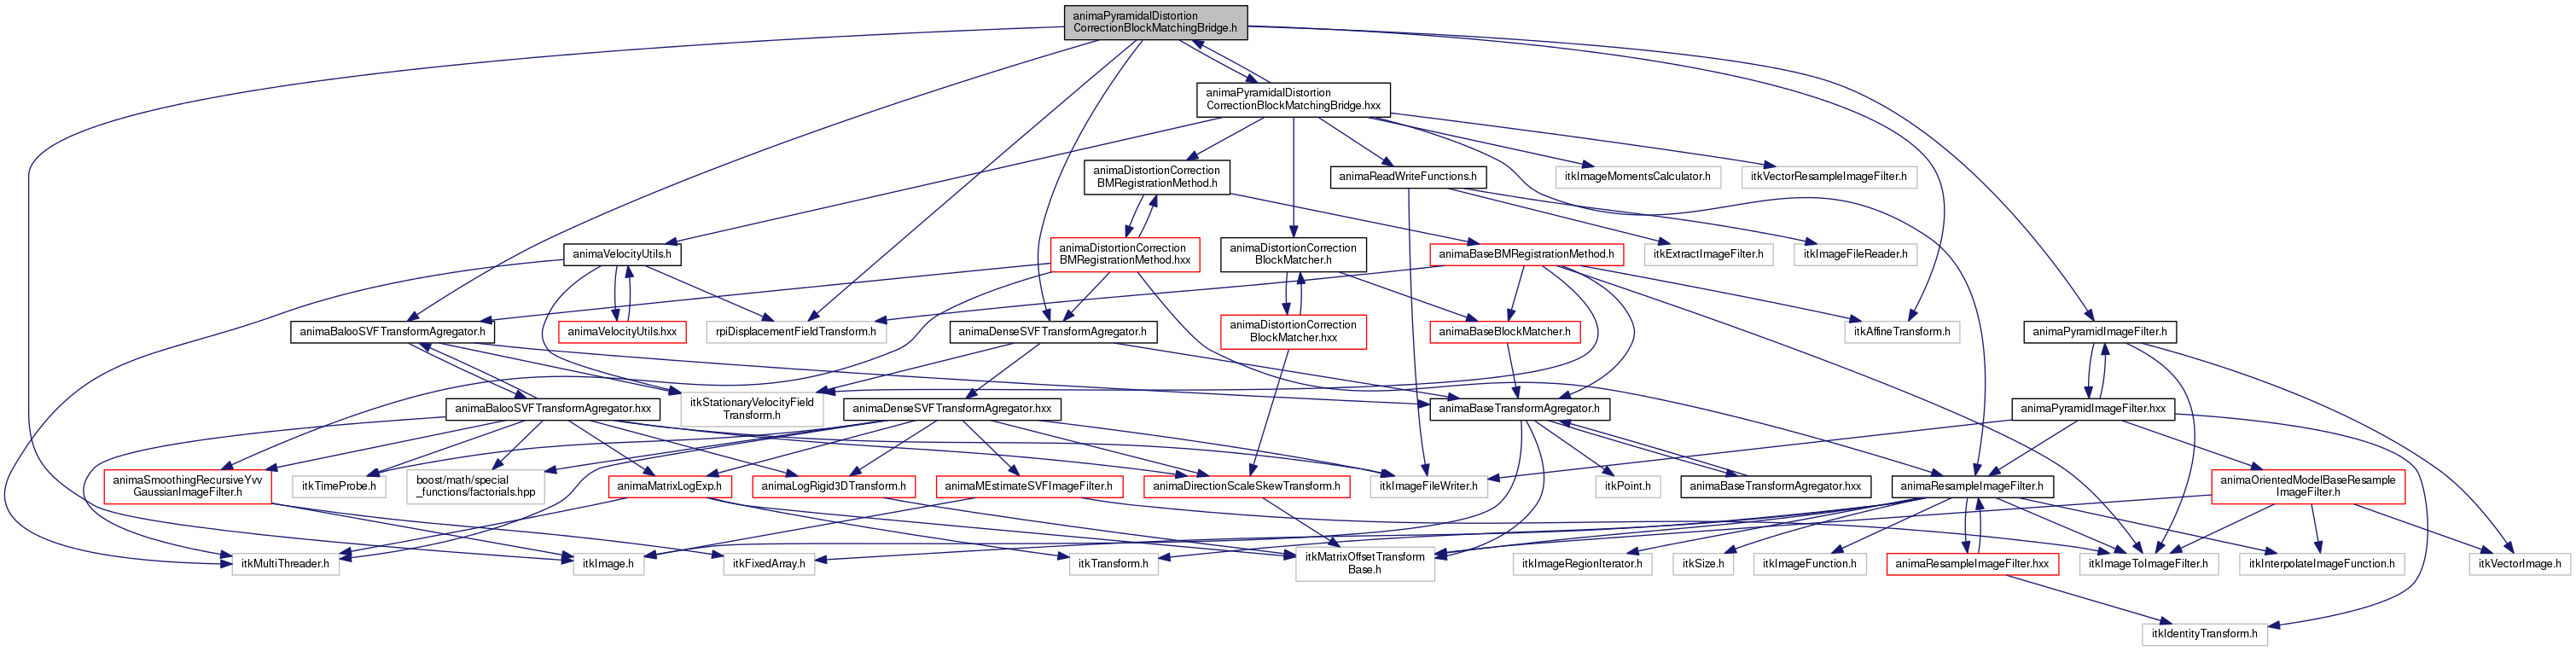 animaPyramidalDistortion
CorrectionBlockMatchingBridge.h
animaPyramidalDistortion
CorrectionBlockMatchingBridge.hxx
animaDistortionCorrection
BMRegistrationMethod.h
animaReadWriteFunctions.h
itkImageMomentsCalculator.h
itkVectorResampleImageFilter.h
animaVelocityUtils.h
animaDistortionCorrection
BMRegistrationMethod.hxx
animaDistortionCorrection
BlockMatcher.h
animaBaseBMRegistrationMethod.h
itkExtractImageFilter.h
itkImageFileReader.h
animaBalooSVFTransformAgregator.h
animaVelocityUtils.hxx
rpiDisplacementFieldTransform.h
animaDenseSVFTransformAgregator.h
animaDistortionCorrection
BlockMatcher.hxx
animaBaseBlockMatcher.h
itkAffineTransform.h
animaPyramidImageFilter.h
animaBalooSVFTransformAgregator.hxx
itkStationaryVelocityField
Transform.h
animaDenseSVFTransformAgregator.hxx
animaBaseTransformAgregator.h
animaPyramidImageFilter.hxx
animaSmoothingRecursiveYvv
GaussianImageFilter.h
itkTimeProbe.h
boost/math/special
_functions/factorials.hpp
animaMatrixLogExp.h
animaLogRigid3DTransform.h
animaMEstimateSVFImageFilter.h
animaDirectionScaleSkewTransform.h
itkImageFileWriter.h
itkPoint.h
animaBaseTransformAgregator.hxx
animaResampleImageFilter.h
animaOrientedModelBaseResample
ImageFilter.h
itkMultiThreader.h
itkImage.h
itkFixedArray.h
itkTransform.h
itkMatrixOffsetTransform
Base.h
itkImageRegionIterator.h
itkSize.h
itkImageFunction.h
animaResampleImageFilter.hxx
itkImageToImageFilter.h
itkInterpolateImageFunction.h
itkVectorImage.h
itkIdentityTransform.h